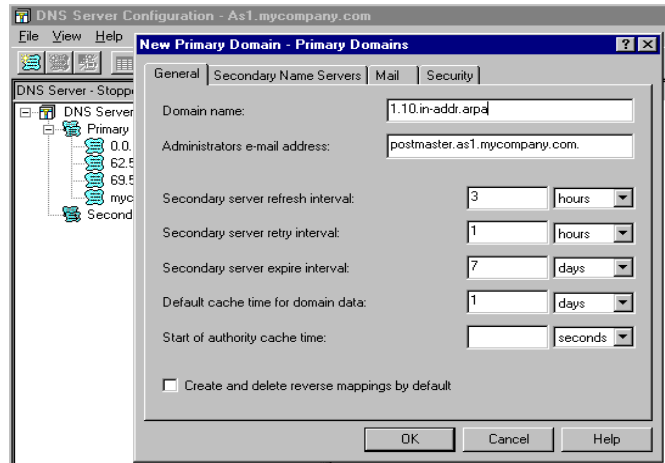 DNS Server Configuration - As1.mycompany.com
File View Help
New Primary Domain - Primary Domains
DNS Server - Stopp
DNS Server
Primary
0.0.
62.5
69.5
myc
Second
General Secondary Name Servers Mail Security
Domain name: 1.10.in-addr.arpa
Administrators e-mail address: postmaster.as1.mycompany.com.
Secondary server refresh interval: 3 hours
Secondary server retry interval: 1 hours
Secondary server expire interval: 7 days
Default cache time for domain data: 1 days
Start of authority cache time: seconds
Create and delete reverse mappings by default
OK Cancel Help